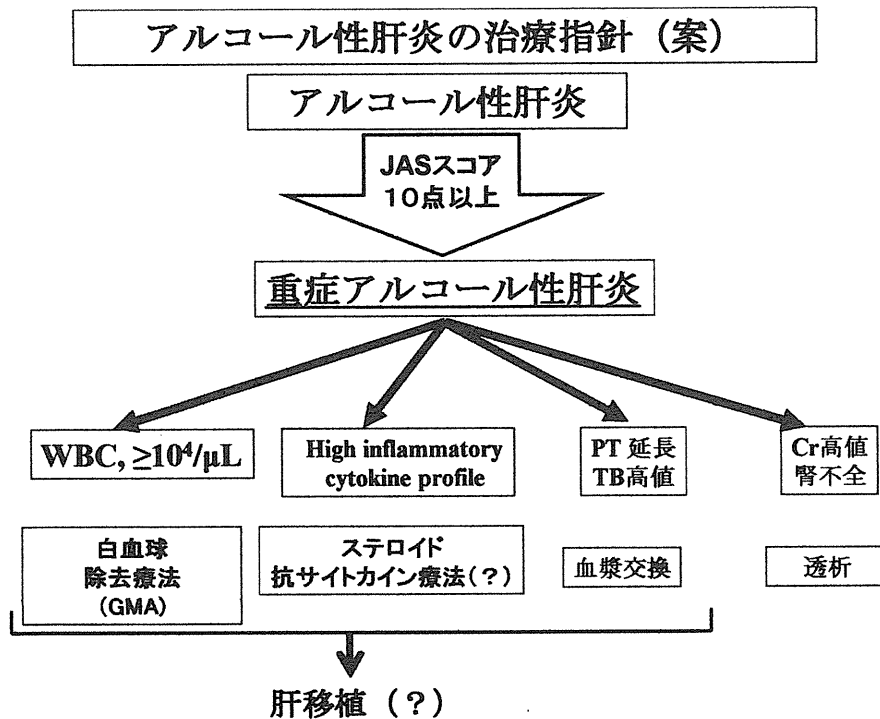 アルコール性肝炎の治療指針（案）
アルコール性肝炎
JASスコア
10点以上
重症アルコール性肝炎
WBC, ≥10⁴/μL
High inflammatory
cytokine profile
PT 延長
TB高値
Cr高値
腎不全
白血球
除去療法
(GMA)
ステロイド
抗サイトカイン療法(？)
血漿交換
透析
肝移植（？）